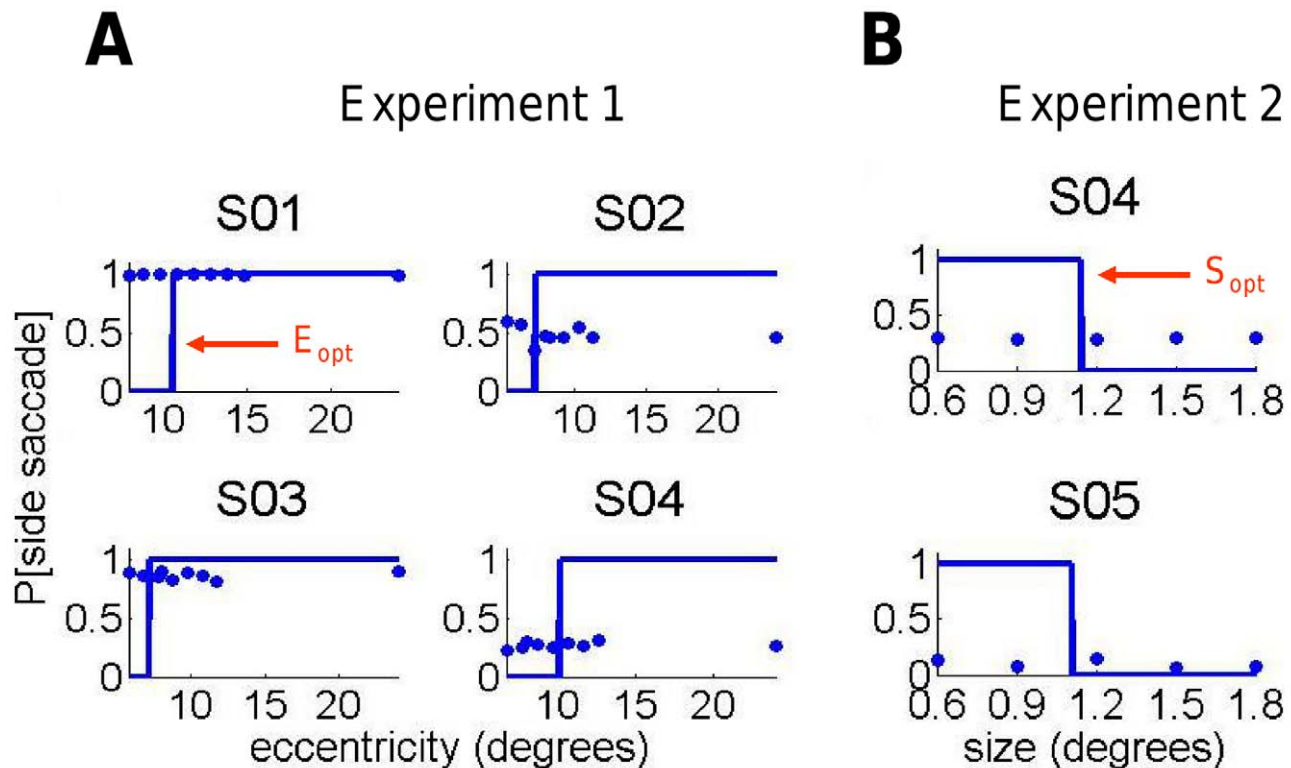 A
B
Experiment 1
Experiment 2
S01
S02
S04
1
0.5
0
10
15
20
E opt
1
0.5
0
10
15
20
1
0.5
0
0.6
0.9
1.2
1.5
1.8
S opt
P[side saccade]
S03
S04
S05
1
0.5
0
10
15
20
1
0.5
0
10
15
20
1
0.5
0
0.6
0.9
1.2
1.5
1.8
eccentricity (degrees)
size (degrees)